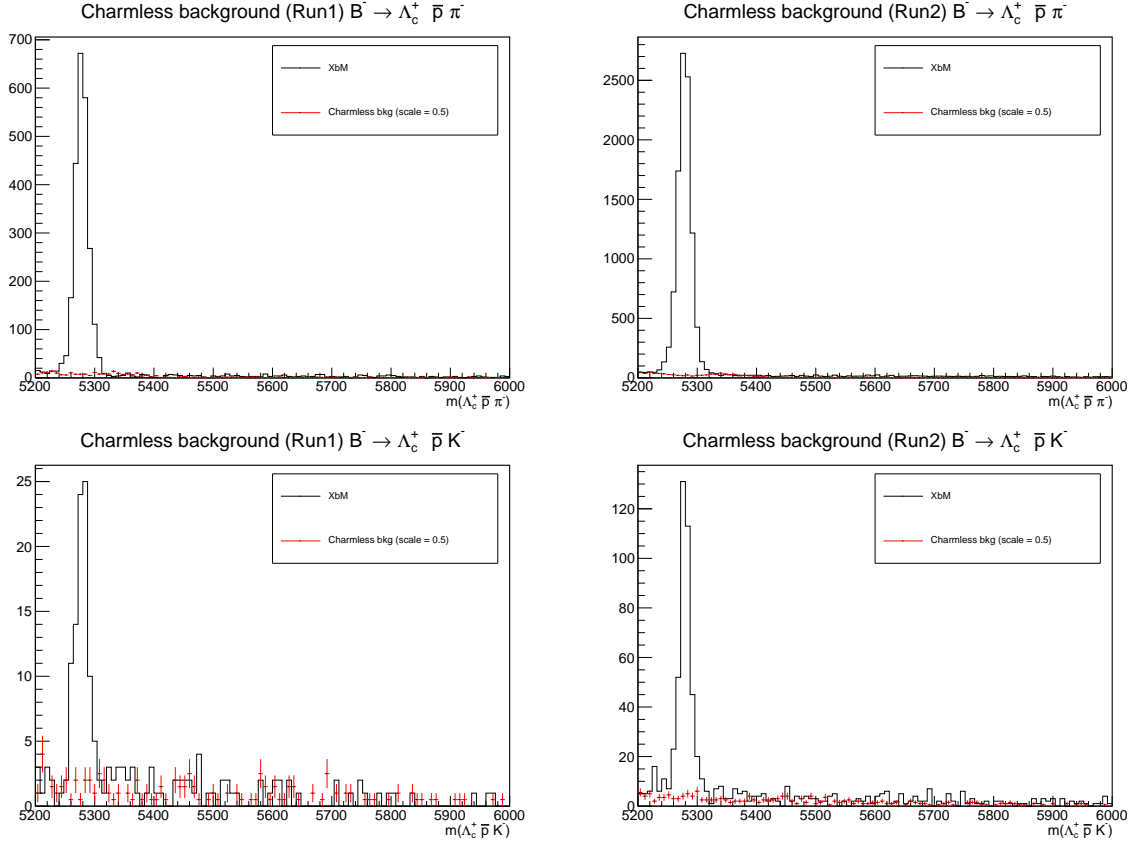 Charmless background (Run1) B⁻ → Λc⁺ p̅ π⁻
700
600
500
400
300
200
100
0
XbM
Charmless bkg (scale = 0.5)
5200 5300 5400 5500 5600 5700 5800 5900 6000
m(Λc⁺ p̅ π⁻)
Charmless background (Run2) B⁻ → Λc⁺ p̅ π⁻
2500
2000
1500
1000
500
0
XbM
Charmless bkg (scale = 0.5)
5200 5300 5400 5500 5600 5700 5800 5900 6000
m(Λc⁺ p̅ π⁻)
Charmless background (Run1) B⁻ → Λc⁺ p̅ K⁻
25
20
15
10
5
0
XbM
Charmless bkg (scale = 0.5)
5200 5300 5400 5500 5600 5700 5800 5900 6000
m(Λc⁺ p̅ K⁻)
Charmless background (Run2) B⁻ → Λc⁺ p̅ K⁻
120
100
80
60
40
20
0
XbM
Charmless bkg (scale = 0.5)
5200 5300 5400 5500 5600 5700 5800 5900 6000
m(Λc⁺ p̅ K⁻)